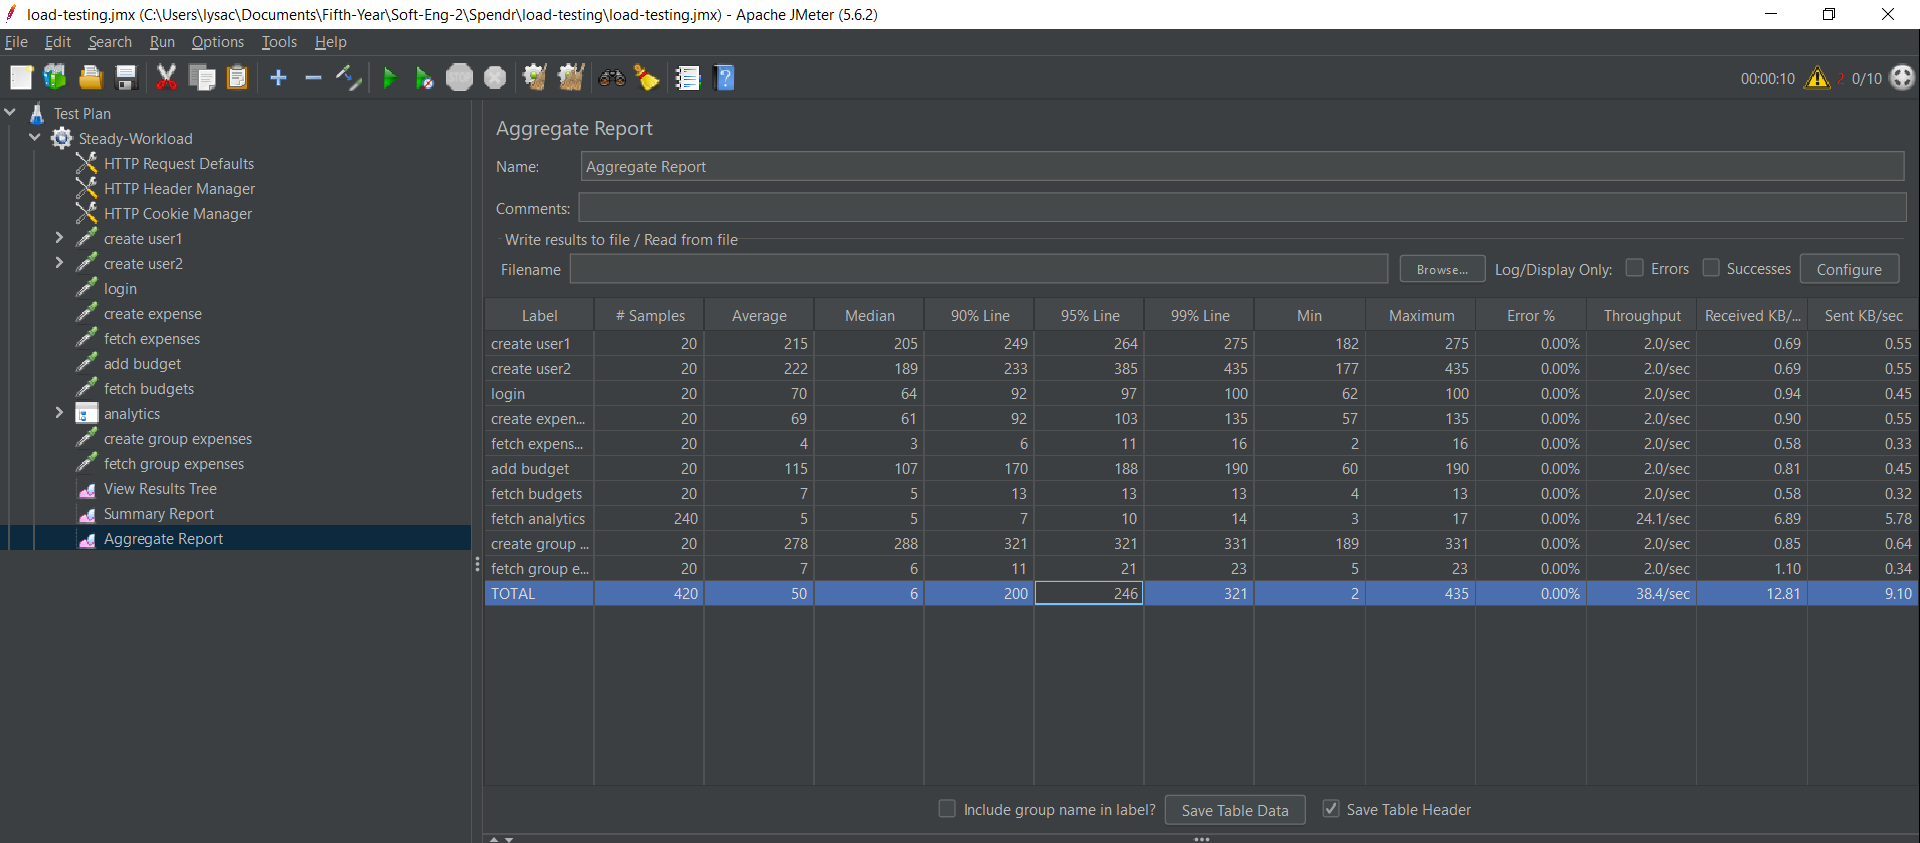 load-testing.jmx (C:\Users\lysac\Documents\Fifth-Year\Soft-Eng-2\Spendr\load-testing\load-testing.jmx) - Apache JMeter (5.6.2)
File Edit Search Run Options Tools Help
STOP
00:00:10 2 0/10
Test Plan
Steady-Workload
HTTP Request Defaults
HTTP Header Manager
HTTP Cookie Manager
create user1
create user2
login
create expense
fetch expenses
add budget
fetch budgets
analytics
create group expenses
fetch group expenses
View Results Tree
Summary Report
Aggregate Report
Aggregate Report
Name: Aggregate Report
Comments:
Write results to file / Read from file
Filename Browse... Log/Display Only: Errors Successes Configure
Label # Samples Average Median 90% Line 95% Line 99% Line Min Maximum Error % Throughput Received KB/... Sent KB/sec
create user1 20 215 205 249 264 275 182 275 0.00% 2.0/sec 0.69 0.55
create user2 20 222 189 233 385 435 177 435 0.00% 2.0/sec 0.69 0.55
login 20 70 64 92 97 100 62 100 0.00% 2.0/sec 0.94 0.45
create expen... 20 69 61 92 103 135 57 135 0.00% 2.0/sec 0.90 0.55
fetch expens... 20 4 3 6 11 16 2 16 0.00% 2.0/sec 0.58 0.33
add budget 20 115 107 170 188 190 60 190 0.00% 2.0/sec 0.81 0.45
fetch budgets 20 7 5 13 13 13 4 13 0.00% 2.0/sec 0.58 0.32
fetch analytics 240 5 5 7 10 14 3 17 0.00% 24.1/sec 6.89 5.78
create group ... 20 278 288 321 321 331 189 331 0.00% 2.0/sec 0.85 0.64
fetch group e... 20 7 6 11 21 23 5 23 0.00% 2.0/sec 1.10 0.34
TOTAL 420 50 6 200 246 321 2 435 0.00% 38.4/sec 12.81 9.10
Include group name in label? Save Table Data Save Table Header